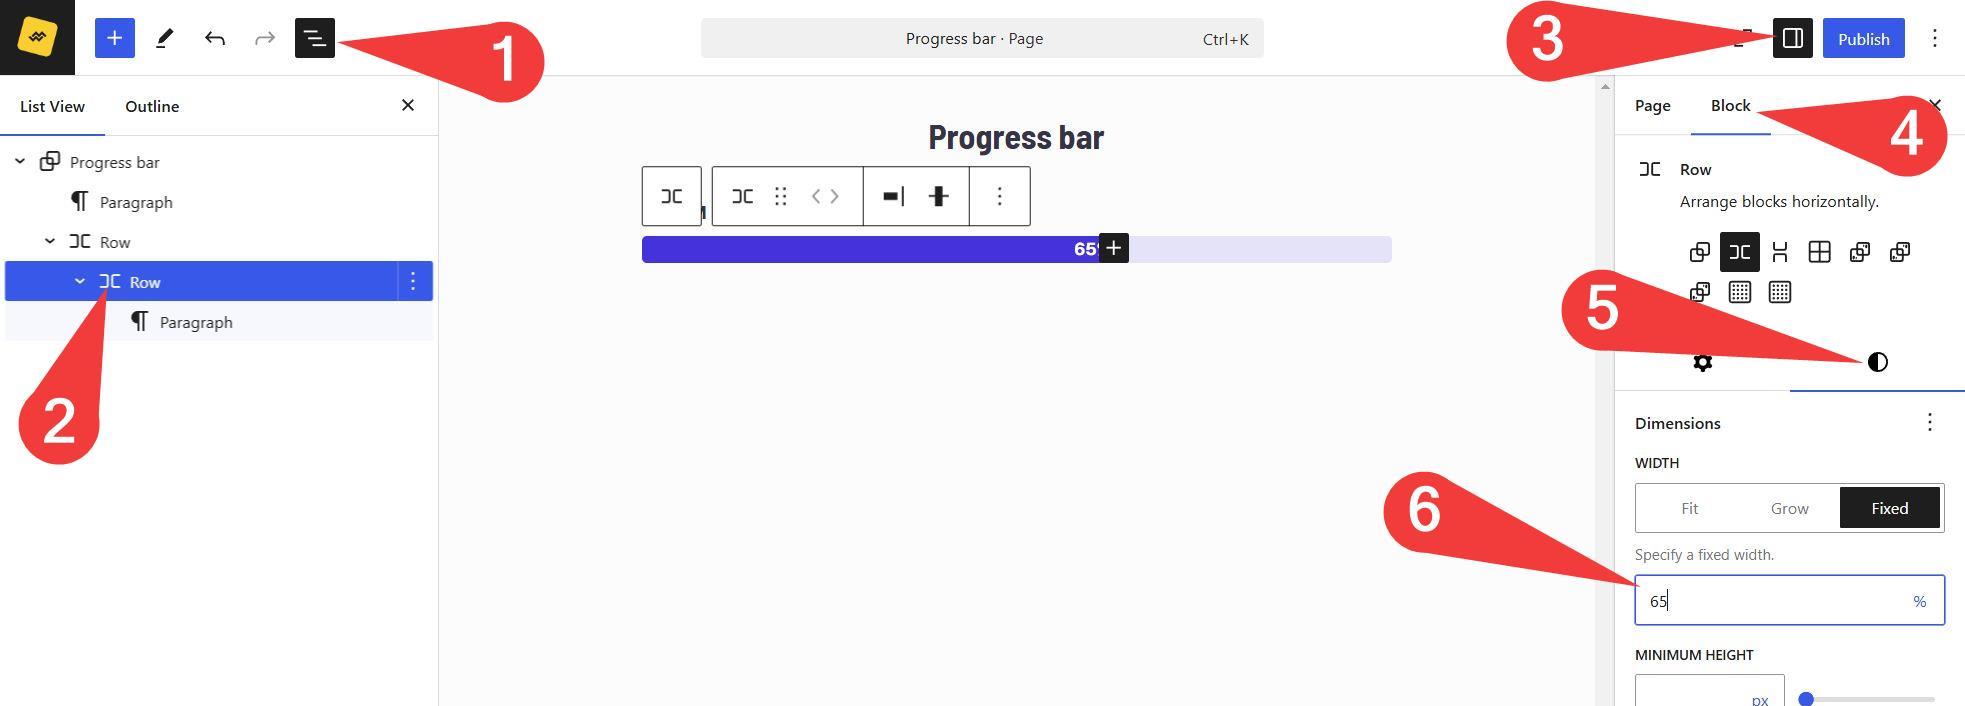 Progress bar · Page Ctrl+K
Publish
1
3
List View Outline
Progress bar
Paragraph
Row
Row
Paragraph
2
Progress bar
65
Page Block
4
Row
Arrange blocks horizontally.
5
Dimensions
WIDTH
Fit Grow Fixed
Specify a fixed width.
6
65 %
MINIMUM HEIGHT
px